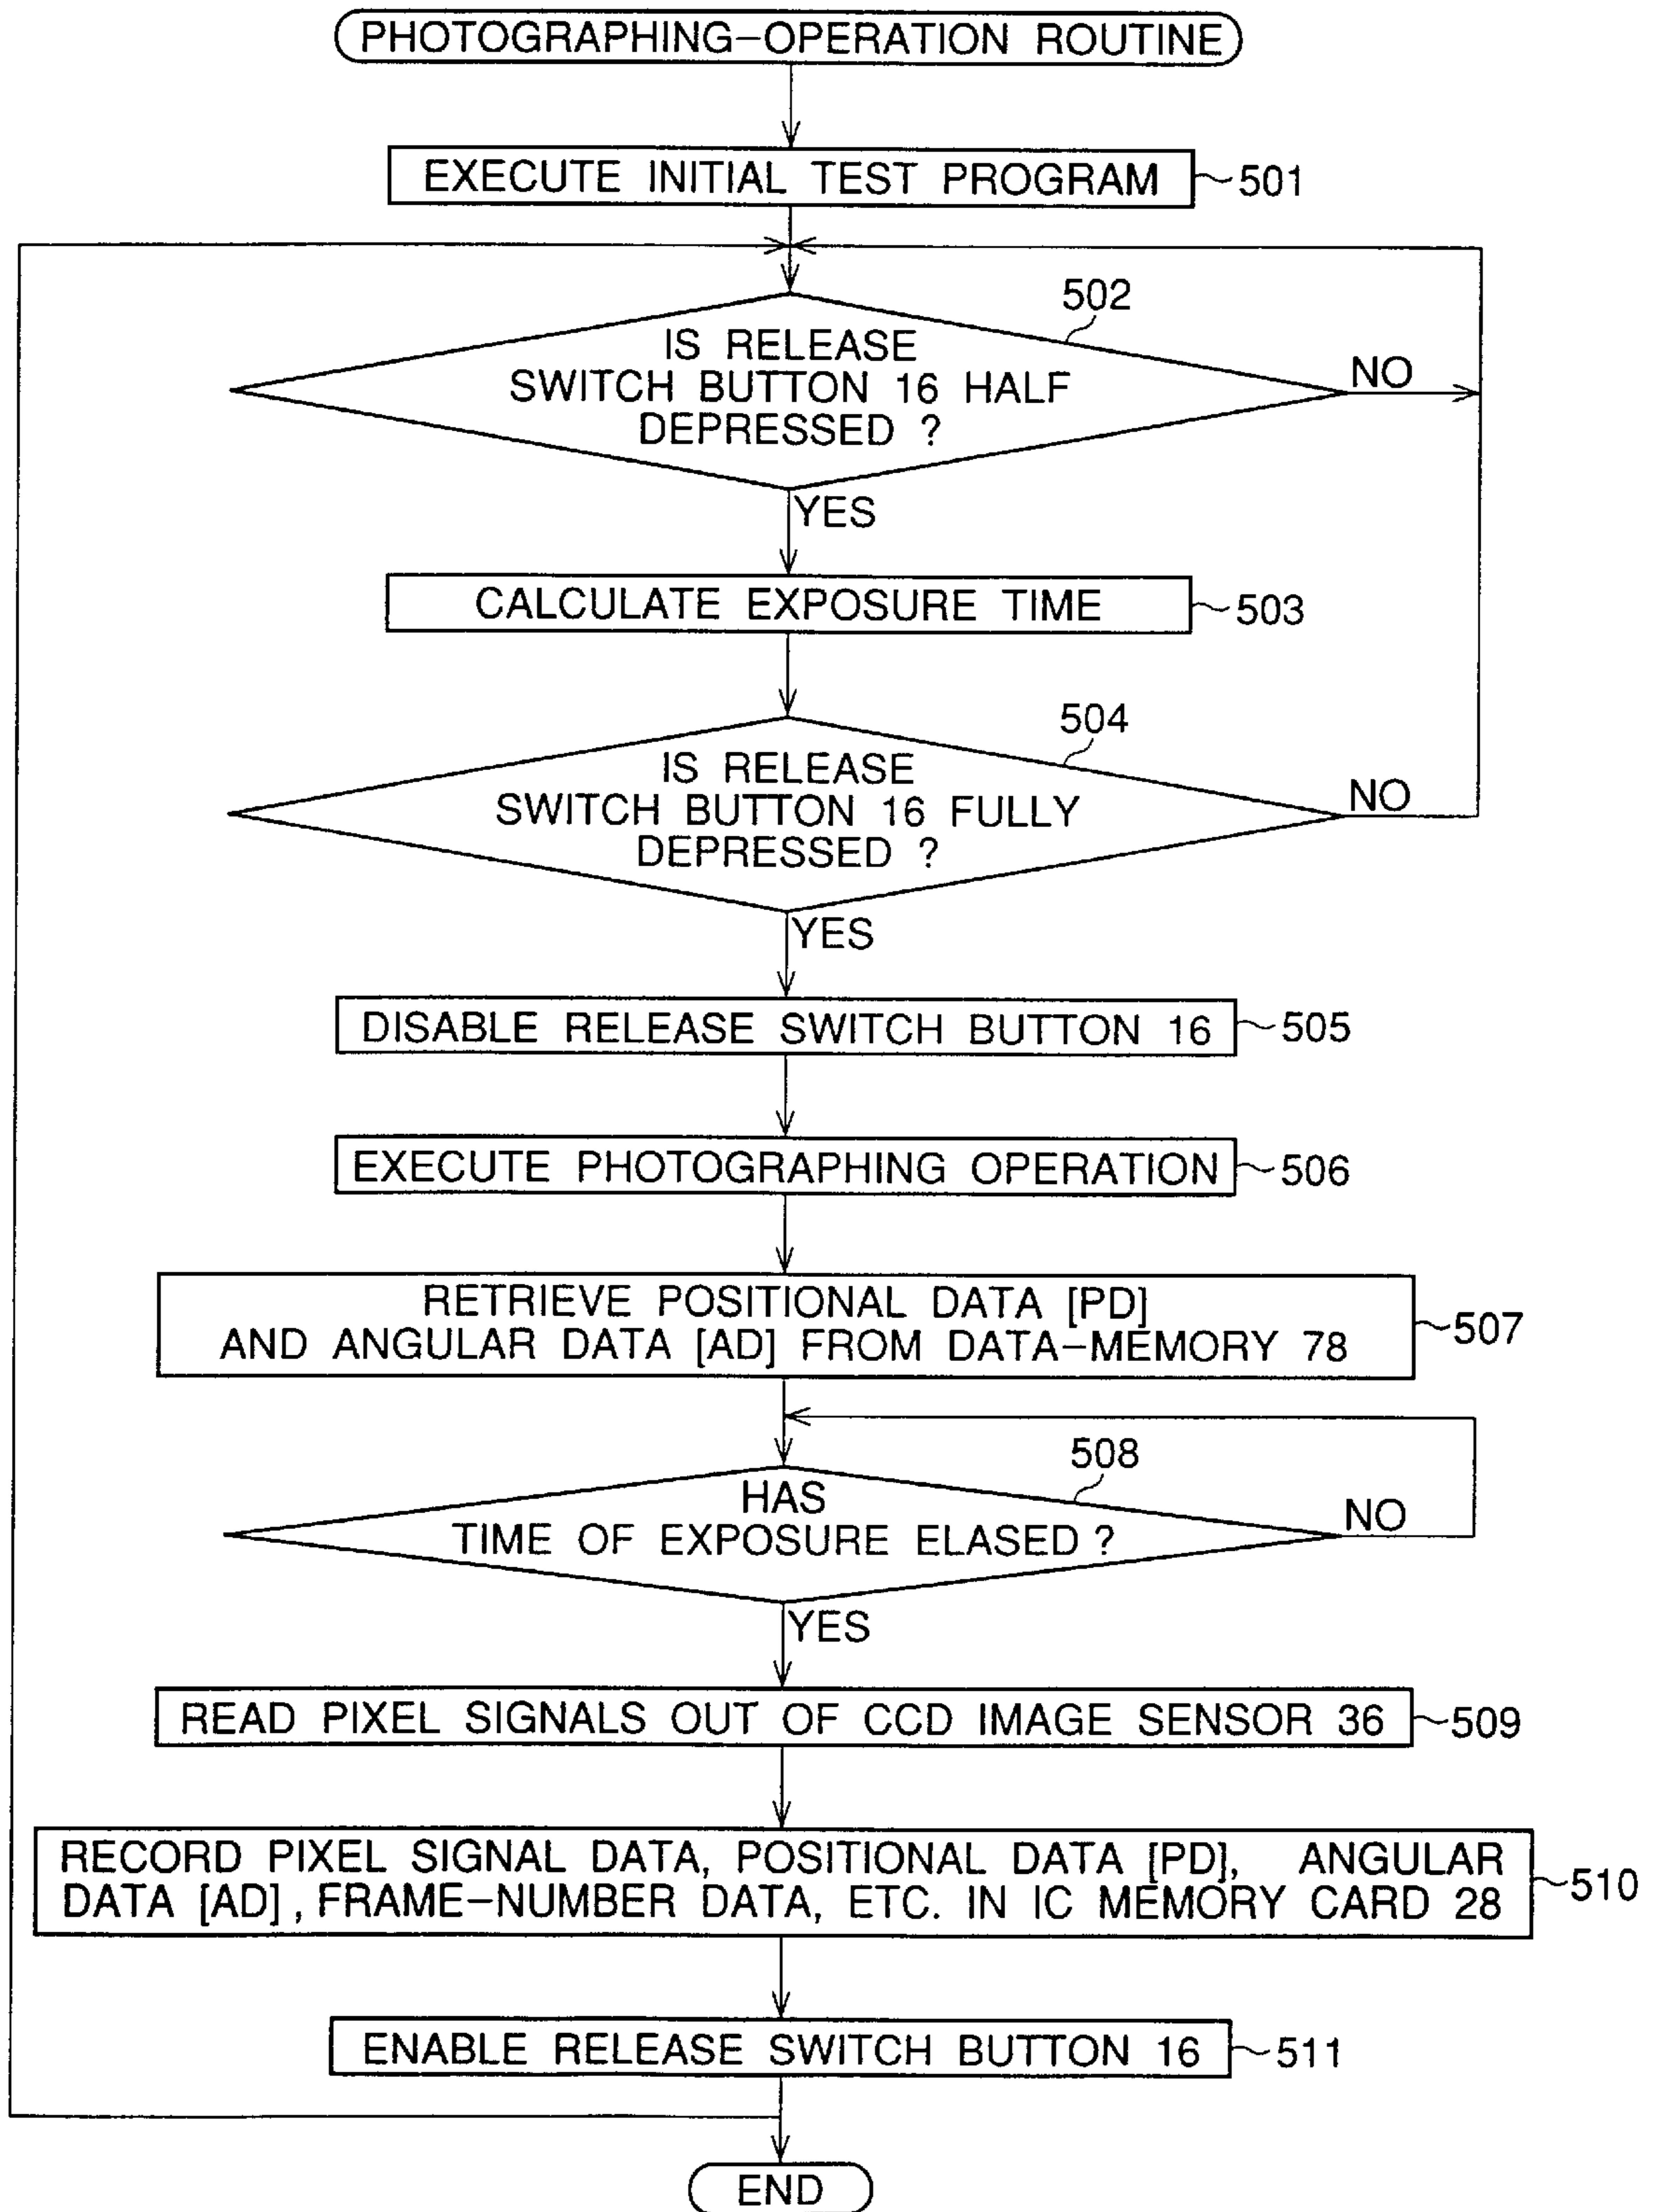 PHOTOGRAPHING-OPERATION ROUTINE
EXECUTE INITIAL TEST PROGRAM
501
502
IS RELEASE
SWITCH BUTTON 16 HALF
DEPRESSED ?
NO
YES
CALCULATE EXPOSURE TIME
503
504
IS RELEASE
SWITCH BUTTON 16 FULLY
DEPRESSED ?
NO
YES
DISABLE RELEASE SWITCH BUTTON 16
505
EXECUTE PHOTOGRAPHING OPERATION
506
RETRIEVE POSITIONAL DATA [PD]
AND ANGULAR DATA [AD] FROM DATA-MEMORY 78
507
508
HAS
TIME OF EXPOSURE ELASED ?
NO
YES
READ PIXEL SIGNALS OUT OF CCD IMAGE SENSOR 36
509
RECORD PIXEL SIGNAL DATA, POSITIONAL DATA [PD], ANGULAR
DATA [AD], FRAME-NUMBER DATA, ETC. IN IC MEMORY CARD 28
510
ENABLE RELEASE SWITCH BUTTON 16
511
END